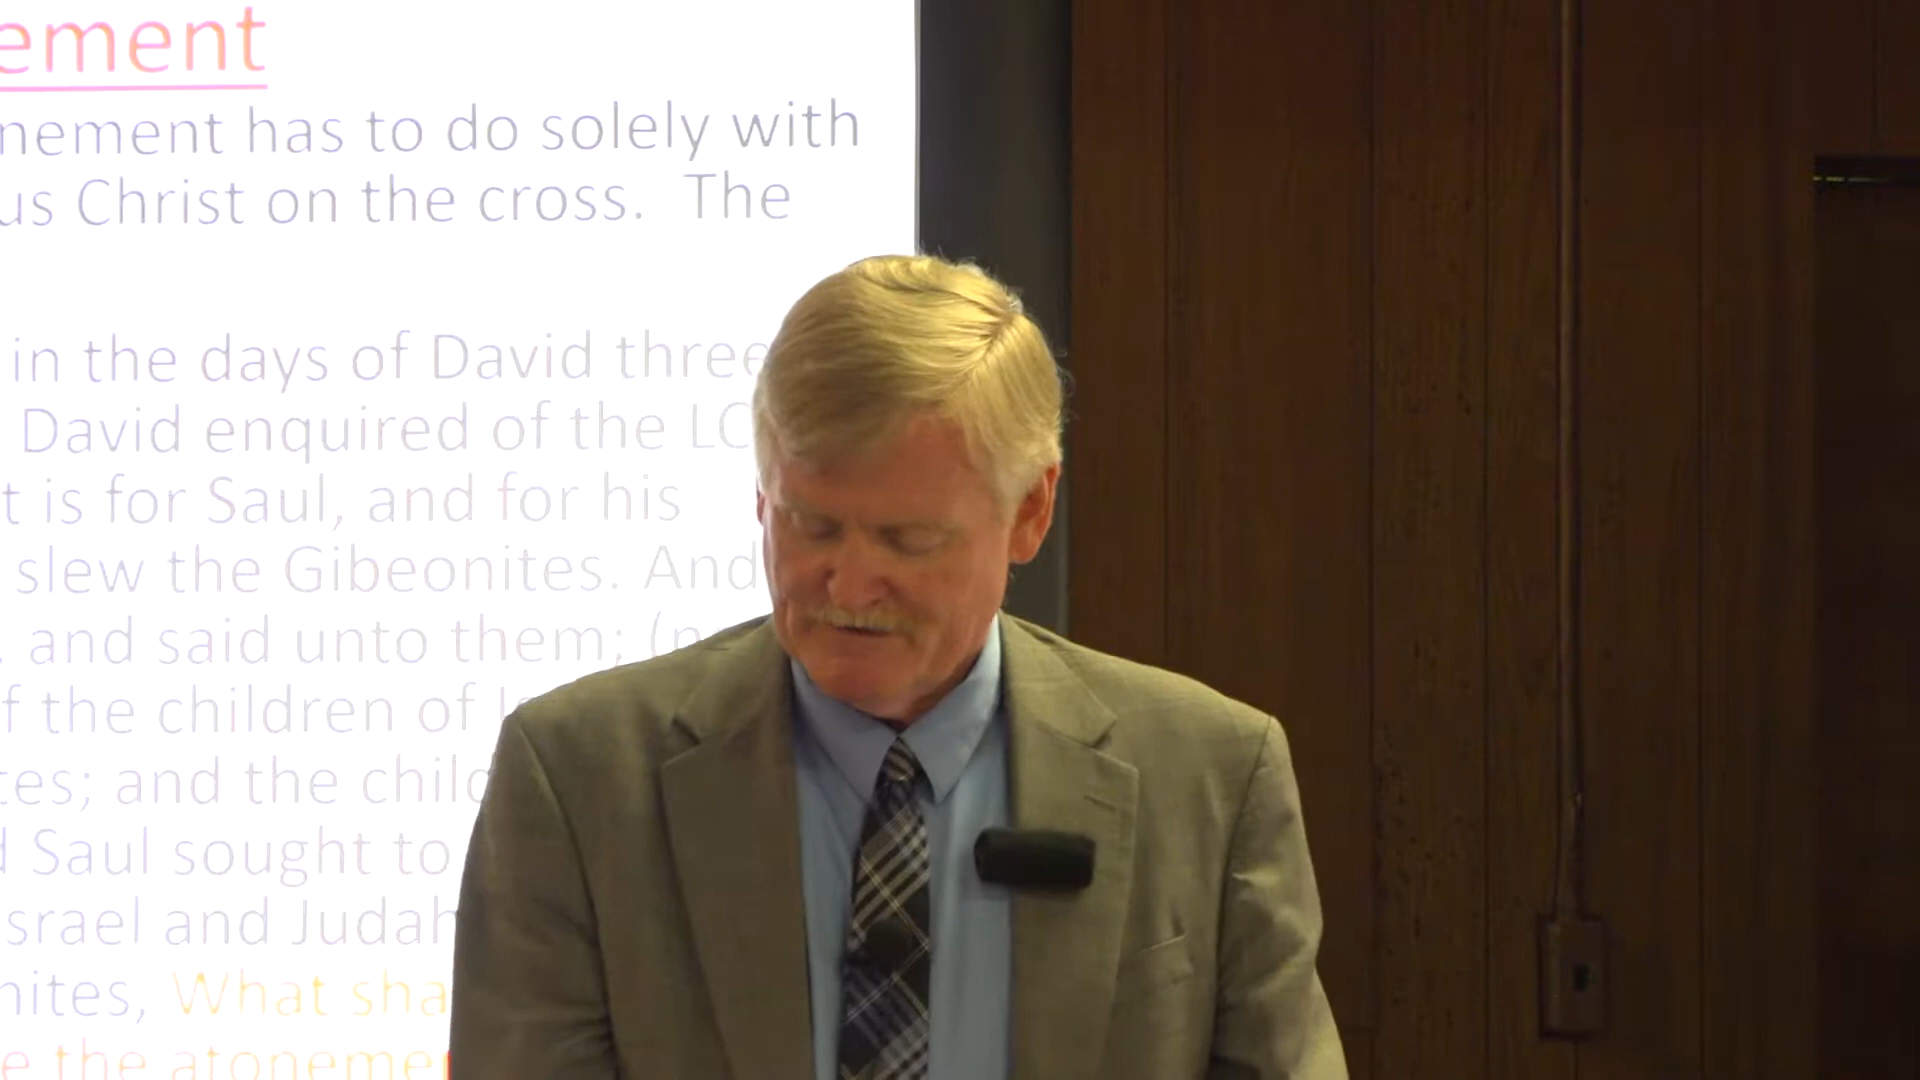 ement
nement has to do solely with
us Christ on the cross. The
in the days of David three
David enquired of the LO
t is for Saul, and for his
slew the Gibeonites. And
. and said unto them; (n
f the children of
tes; and the child
d Saul sought to
srael and Judah
nites, What sha
e the atonemen